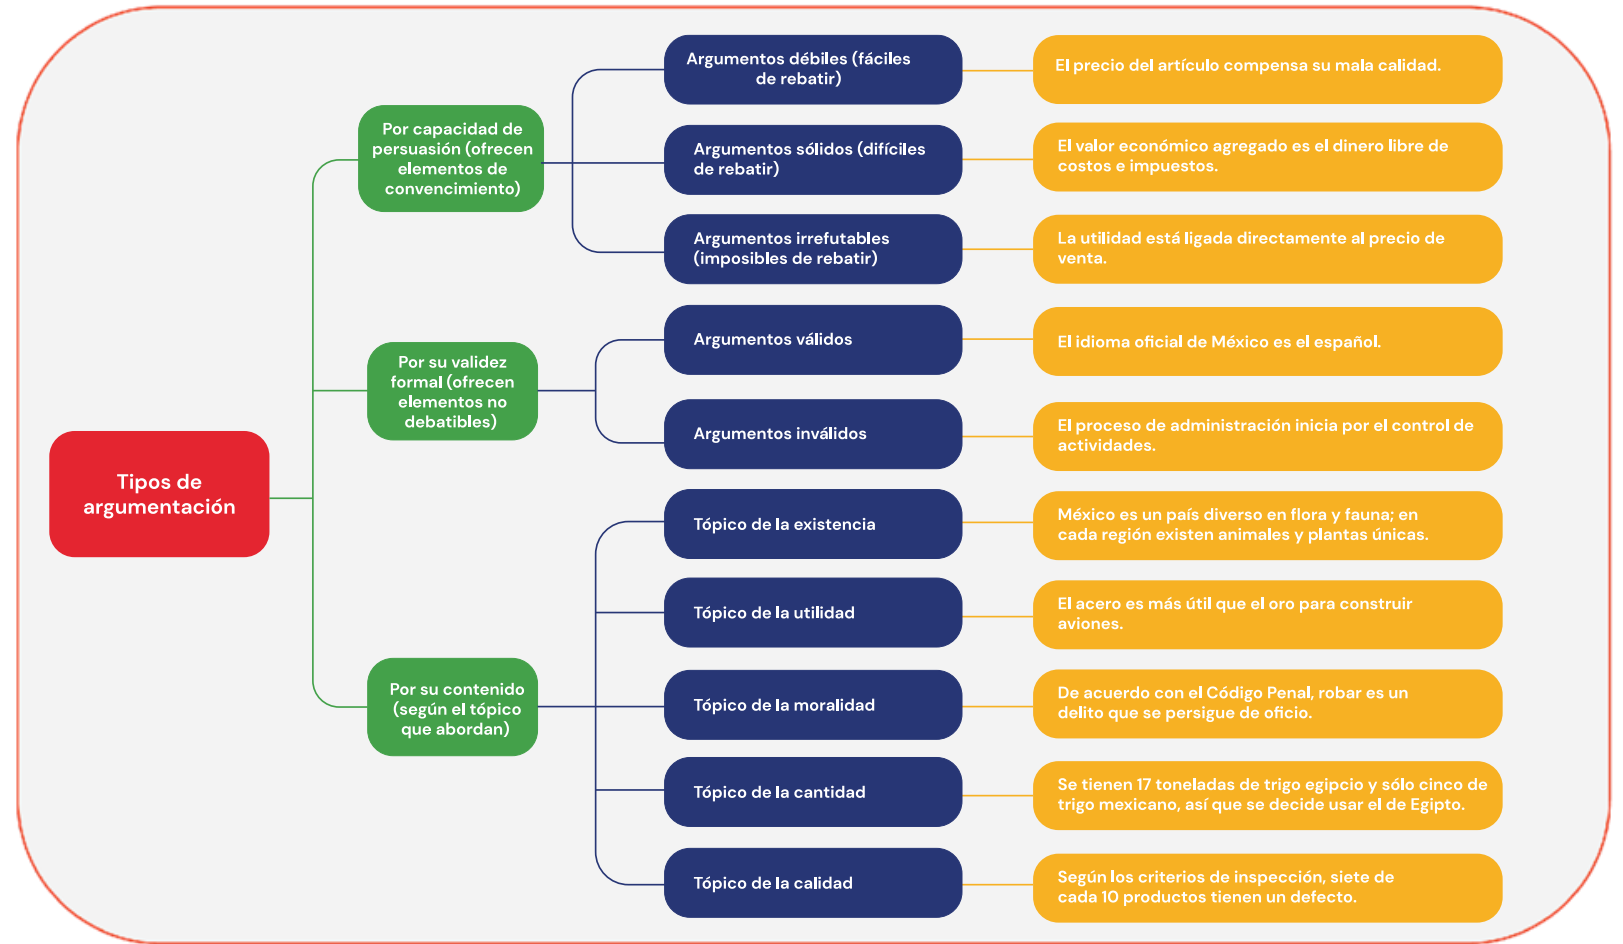 Tipos de
argumentación
Por capacidad de
persuasión (ofrecen
elementos de
convencimiento)
Argumentos débiles (fáciles
de rebatir)
El precio del artículo compensa su mala calidad.
Argumentos sólidos (difíciles
de rebatir)
El valor económico agregado es el dinero libre de
costos e impuestos.
Argumentos irrefutables
(imposibles de rebatir)
La utilidad está ligada directamente al precio de
venta.
Por su validez
formal (ofrecen
elementos no
debatibles)
Argumentos válidos
El idioma oficial de México es el español.
Argumentos inválidos
El proceso de administración inicia por el control de
actividades.
Por su contenido
(según el tópico
que abordan)
Tópico de la existencia
México es un país diverso en flora y fauna; en
cada región existen animales y plantas únicas.
Tópico de la utilidad
El acero es más útil que el oro para construir
aviones.
Tópico de la moralidad
De acuerdo con el Código Penal, robar es un
delito que se persigue de oficio.
Tópico de la cantidad
Se tienen 17 toneladas de trigo egipcio y sólo cinco de
trigo mexicano, así que se decide usar el de Egipto.
Tópico de la calidad
Según los criterios de inspección, siete de
cada 10 productos tienen un defecto.